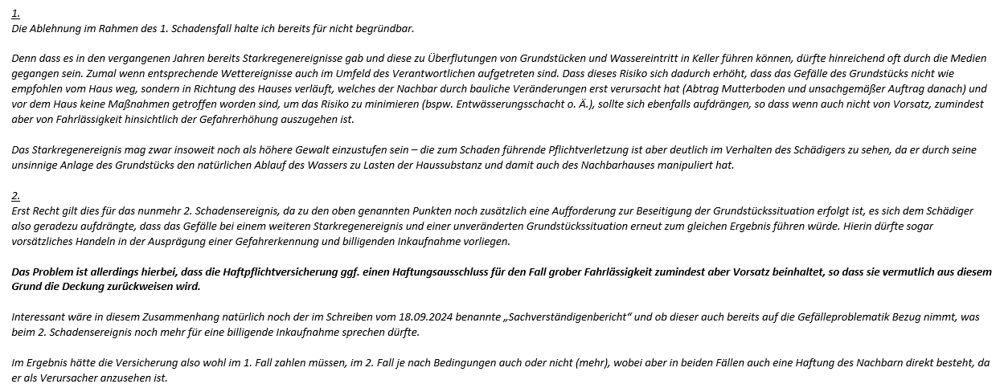 1.
Die Ablehnung im Rahmen des 1. Schadensfall halte ich bereits für nicht begründbar.
Denn dass es in den vergangenen Jahren bereits Starkregenereignisse gab und diese zu Überflutungen von Grundstücken und Wassereintritt in Keller führen können, dürfte hinreichend oft durch die Medien
gegangen sein. Zumal wenn entsprechende Wettereignisse auch im Umfeld des Verantwortlichen aufgetreten sind. Dass dieses Risiko sich dadurch erhöht, dass das Gefälle des Grundstücks nicht wie
empfohlen vom Haus weg, sondern in Richtung des Hauses verläuft, welches der Nachbar durch bauliche Veränderungen erst verursacht hat (Abtrag Mutterboden und unsachgemäßer Auftrag danach) und
vor dem Haus keine Maßnahmen getroffen worden sind, um das Risiko zu minimieren (bspw. Entwässerungsschacht o. Ä.), sollte sich ebenfalls aufdrängen, so dass wenn auch nicht von Vorsatz, zumindest
aber von Fahrlässigkeit hinsichtlich der Gefahrerhöhung auszugehen ist.
Das Starkregenereignis mag zwar insoweit noch als höhere Gewalt einzustufen sein – die zum Schaden führende Pflichtverletzung ist aber deutlich im Verhalten des Schädigers zu sehen, da er durch seine
unsinnige Anlage des Grundstücks den natürlichen Ablauf des Wassers zu Lasten der Haussubstanz und damit auch des Nachbarhauses manipuliert hat.
2.
Erst Recht gilt dies für das nunmehr 2. Schadensereignis, da zu den oben genannten Punkten noch zusätzlich eine Aufforderung zur Beseitigung der Grundstückssituation erfolgt ist, es sich dem Schädiger
also geradezu aufdrängte, dass das Gefälle bei einem weiteren Starkregenereignis und einer unveränderten Grundstückssituation erneut zum gleichen Ergebnis führen würde. Hierin dürfte sogar
vorsätzliches Handeln in der Ausprägung einer Gefahrerkennung und billigenden Inkaufnahme vorliegen.
Das Problem ist allerdings hierbei, dass die Haftpflichtversicherung ggf. einen Haftungsausschluss für den Fall grober Fahrlässigkeit zumindest aber Vorsatz beinhaltet, so dass sie vermutlich aus diesem
Grund die Deckung zurückweisen wird.
Interessant wäre in diesem Zusammenhang natürlich noch der im Schreiben vom 18.09.2024 benannte „Sachverständigenbericht“ und ob dieser auch bereits auf die Gefälleproblematik Bezug nimmt, was
beim 2. Schadensereignis noch mehr für eine billigende Inkaufnahme sprechen dürfte.
Im Ergebnis hätte die Versicherung also wohl im 1. Fall zahlen müssen, im 2. Fall je nach Bedingungen auch oder nicht (mehr), wobei aber in beiden Fällen auch eine Haftung des Nachbarn direkt besteht, da
er als Verursacher anzusehen ist.